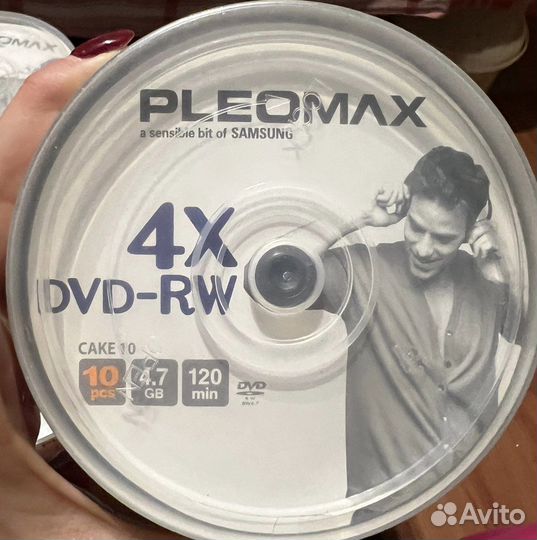 PLEOMAX
PLEOMAX
a sensible bit of SAMSUNG
4X
DVD-RW
CAKE 10
10 pcs
4.7 GB
120 min
DVD
R W
Avito